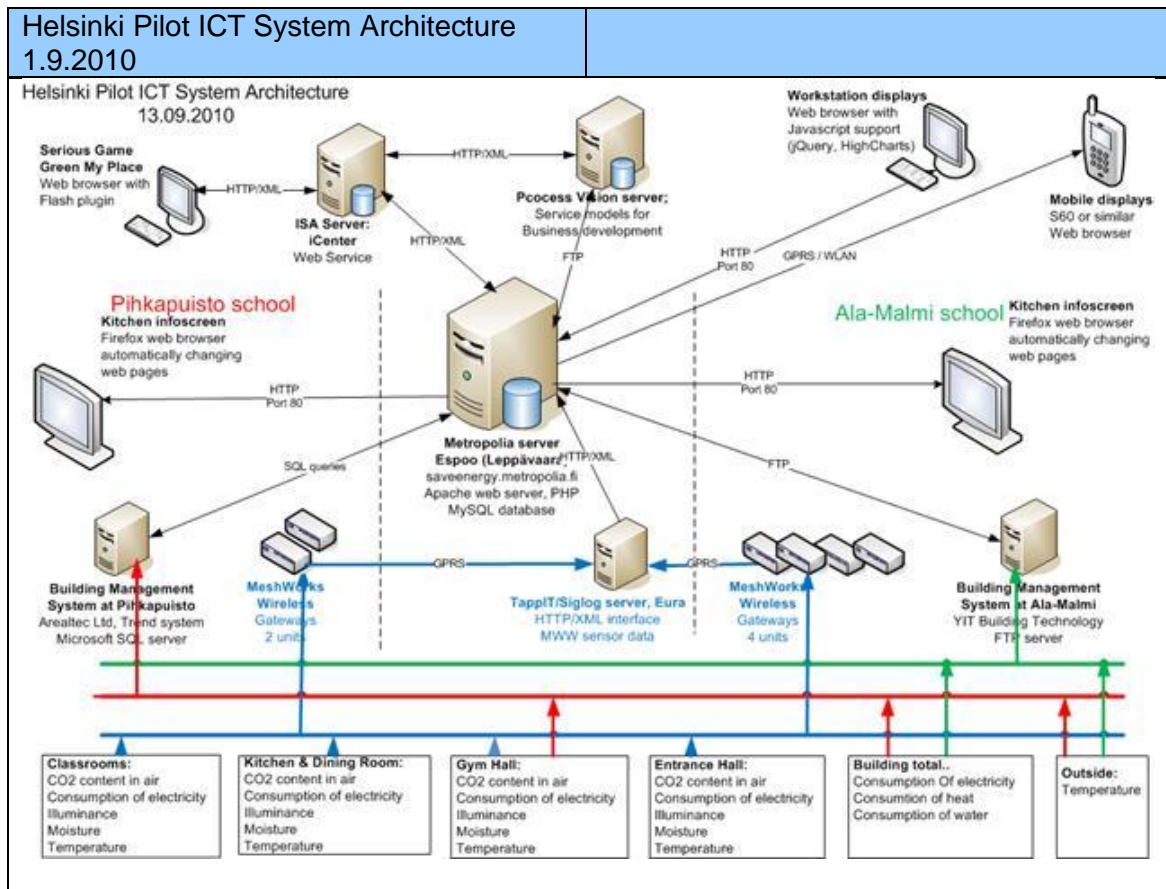 Helsinki Pilot ICT System Architecture
1.9.2010
Helsinki Pilot ICT System Architecture
13.09.2010
Serious Game
Green My Place
Web browser with
Flash plugin
HTTP/XML
ISA Server:
iCenter
Web Service
HTTP/XML
Pcocess Vision server;
Service models for
Business development
HTTP/XML
FTP
Workstation displays
Web browser with
Javascript support
(jQuery, HighCharts)
Mobile displays
S60 or similar
Web browser
HTTP
Port 80
GPRS / WLAN
Pihkapuisto school
Kitchen infoscreen
Firefox web browser
automatically changing
web pages
HTTP
Port 80
Ala-Malmi school
Kitchen infoscreen
Firefox web browser
automatically changing
web pages
HTTP
Port 80
Metropolia server
Espoo (Leppävaara)
saveenergy.metropolia.fi
Apache web server, PHP
MySQL database
HTTP/XML
SQL queries
FTP
Building Management
System at Pihkapuisto
Arealtec Ltd, Trend system
Microsoft SQL server
MeshWorks
Wireless
Gateways
2 units
GPRS
TappIT/Siglog server, Eura
HTTP/XML interface
MWW sensor data
GPRS
MeshWorks
Wireless
Gateways
4 units
Building Management
System at Ala-Malmi
YIT Building Technology
FTP server
Classrooms:
CO2 content in air
Consumption of electricity
Illuminance
Moisture
Temperature
Kitchen & Dining Room:
CO2 content in air
Consumption of electricity
Illuminance
Moisture
Temperature
Gym Hall:
CO2 content in air
Consumption of electricity
Illuminance
Moisture
Temperature
Entrance Hall:
CO2 content in air
Consumption of electricity
Illuminance
Moisture
Temperature
Building total..
Consumption Of electricity
Consumtion of heat
Consumption of water
Outside:
Temperature